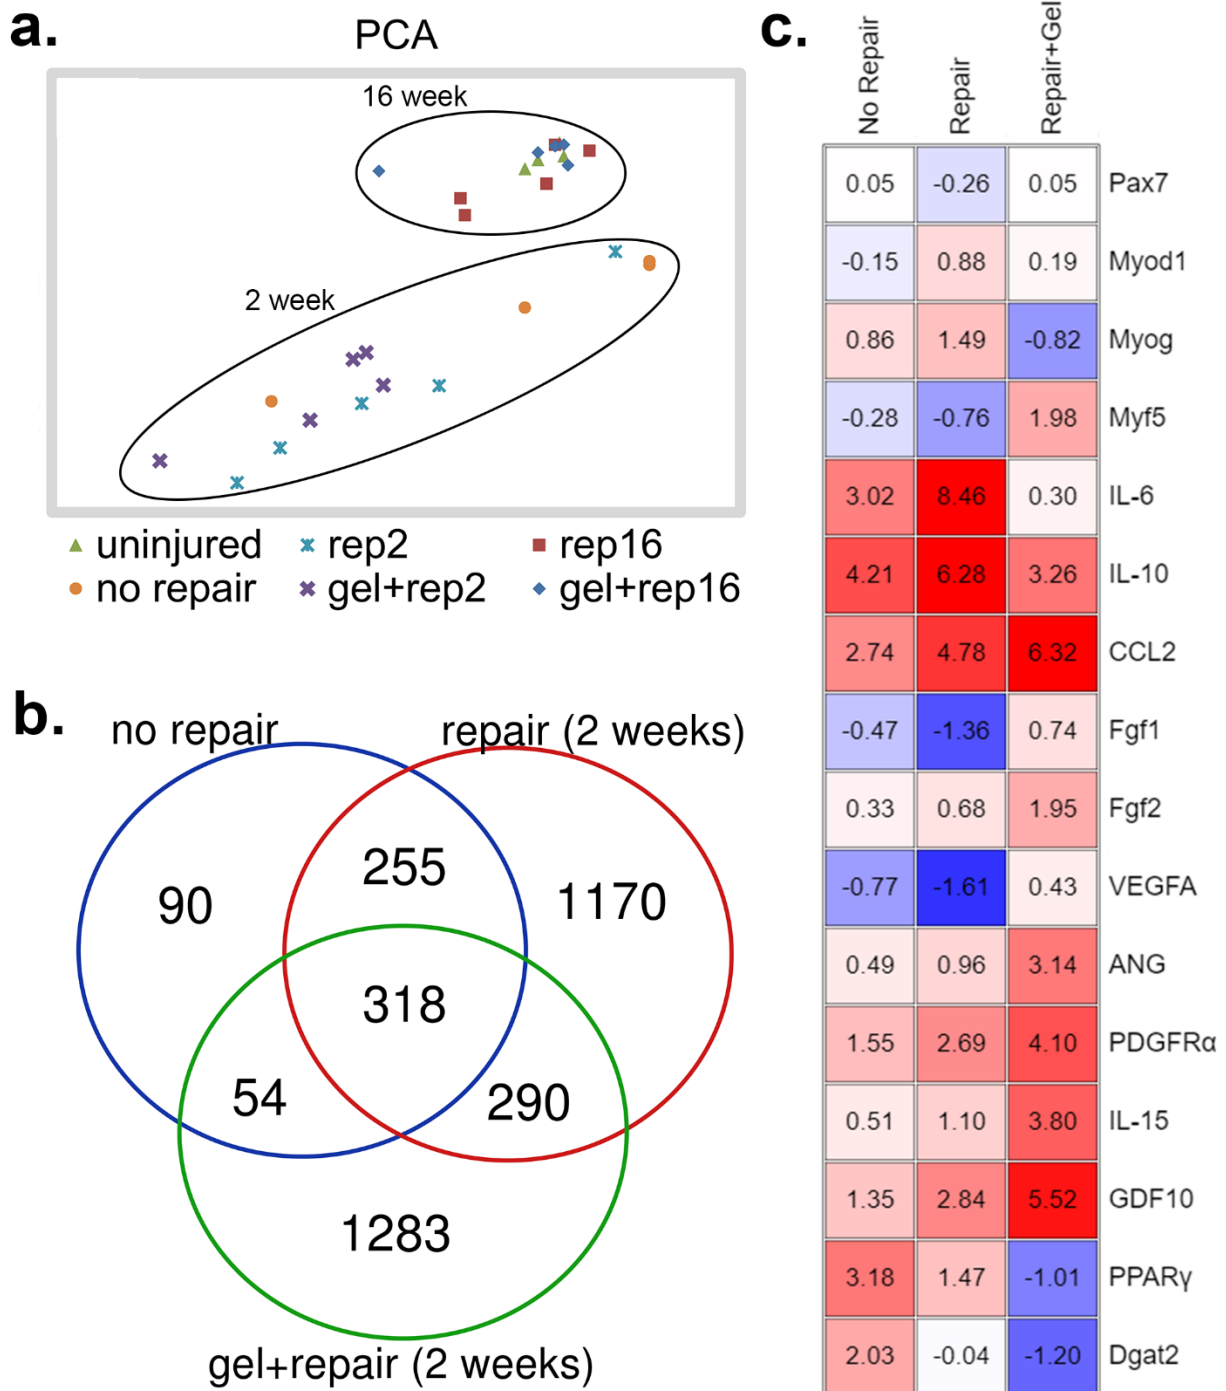 a.
PCA
16 week
2 week
uninjured rep2 rep16
no repair gel+rep2 gel+rep16
b.
no repair repair (2 weeks)
255
90 1170
318
54 290
1283
gel+repair (2 weeks)
c.
No Repair Repair Repair+Gel
0.05 -0.26 0.05 Pax7
-0.15 0.88 0.19 Myod1
0.86 1.49 -0.82 Myog
-0.28 -0.76 1.98 Myf5
3.02 8.46 0.30 IL-6
4.21 6.28 3.26 IL-10
2.74 4.78 6.32 CCL2
-0.47 -1.36 0.74 Fgf1
0.33 0.68 1.95 Fgf2
-0.77 -1.61 0.43 VEGFA
0.49 0.96 3.14 ANG
1.55 2.69 4.10 PDGFRα
0.51 1.10 3.80 IL-15
1.35 2.84 5.52 GDF10
3.18 1.47 -1.01 PPARγ
2.03 -0.04 -1.20 Dgat2